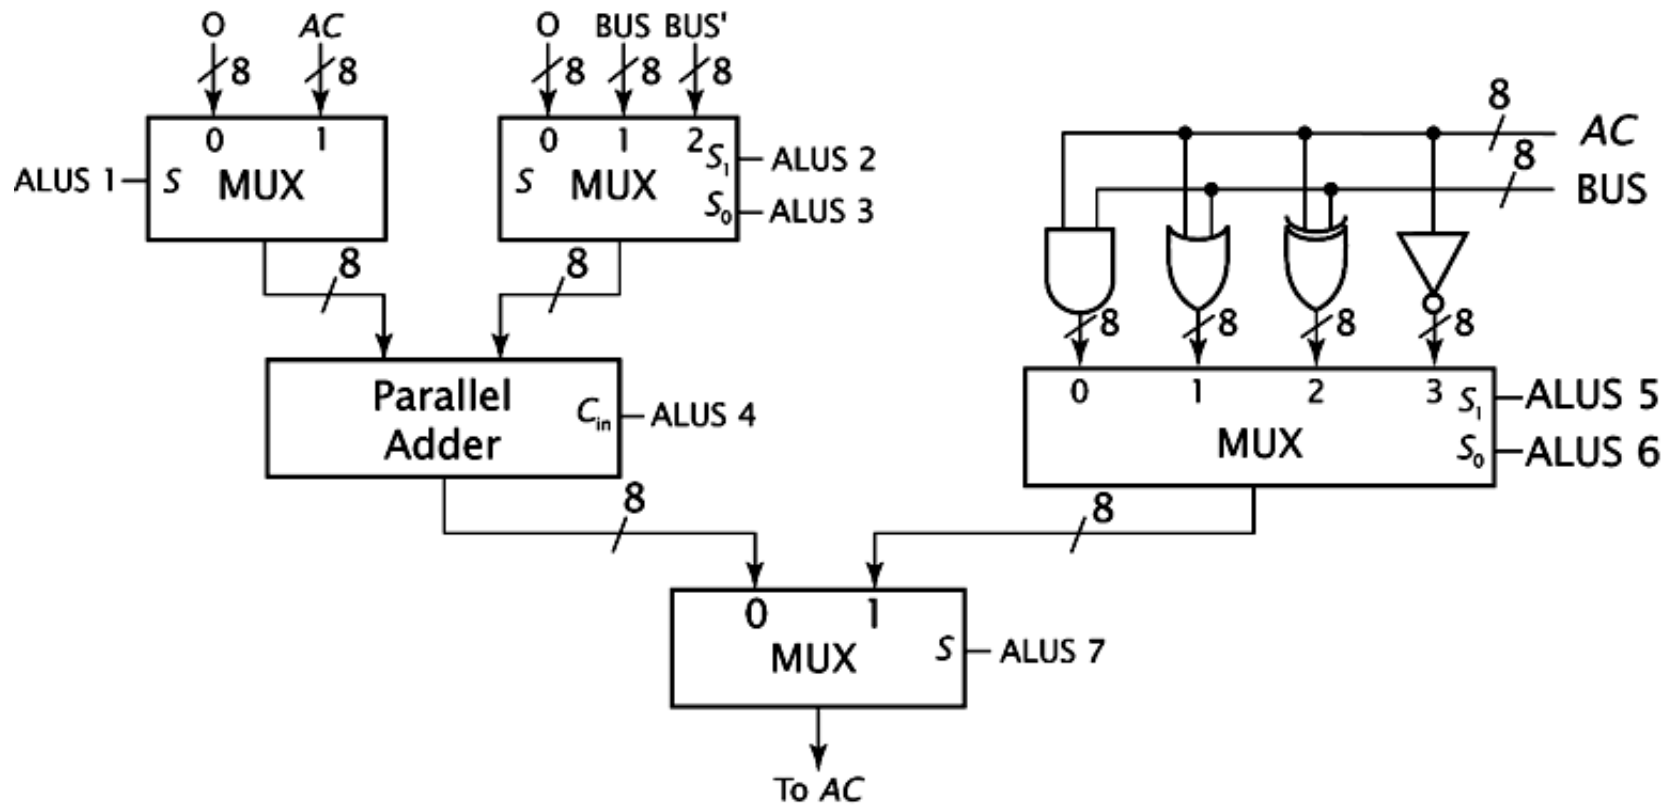 O AC O BUS BUS'
8 8 8 8 8
8
AC
0 1 0 1 2
8
S₁ ALUS 2
ALUS 1 S MUX S MUX
BUS
S₀ ALUS 3
8 8
8 8 8 8
Parallel
0 1 2 3 S₁ ALUS 5
Cin ALUS 4
Adder
MUX
S₀ ALUS 6
8 8
0 1
MUX S ALUS 7
To AC